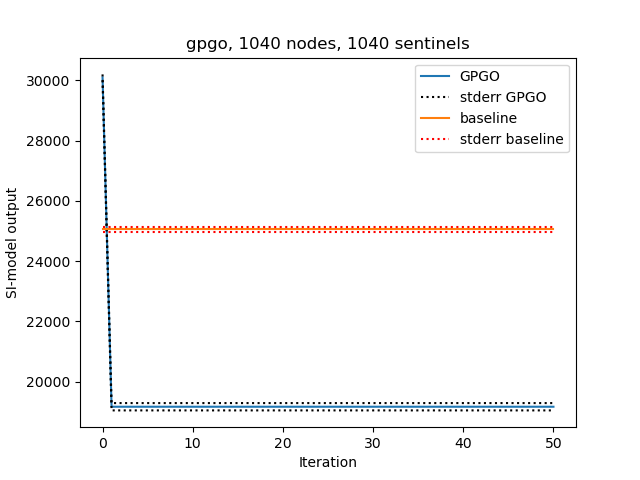 gpgo, 1040 nodes, 1040 sentinels
30000
28000
26000
24000
22000
20000
SI-model output
GPGO
stderr GPGO
baseline
stderr baseline
0
10
20
30
40
50
Iteration